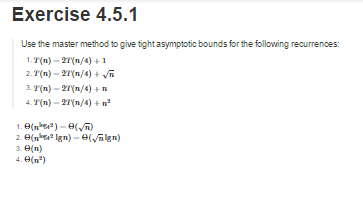 Exercise 4.5.1
Use the master method to give tight asymptotic bounds for the following recurrences:
1. T(n) = 2T(n/4) + 1
2. T(n) = 2T(n/4) + √n
3. T(n) = 2T(n/4) + n
4. T(n) = 2T(n/4) + n²
1. Θ(n^{log₄2}) = Θ(√n)
2. Θ(n^{log₄2} lgn) = Θ(√n lgn)
3. Θ(n)
4. Θ(n²)